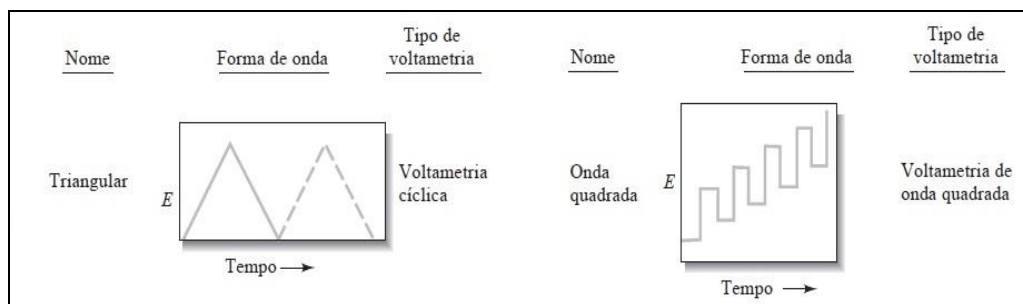 Nome
Forma de onda
Tipo de
voltametria
Triangular
E
Tempo
Voltametria
cíclica
Nome
Forma de onda
Tipo de
voltametria
Onda
quadrada
E
Tempo
Voltametria de
onda quadrada